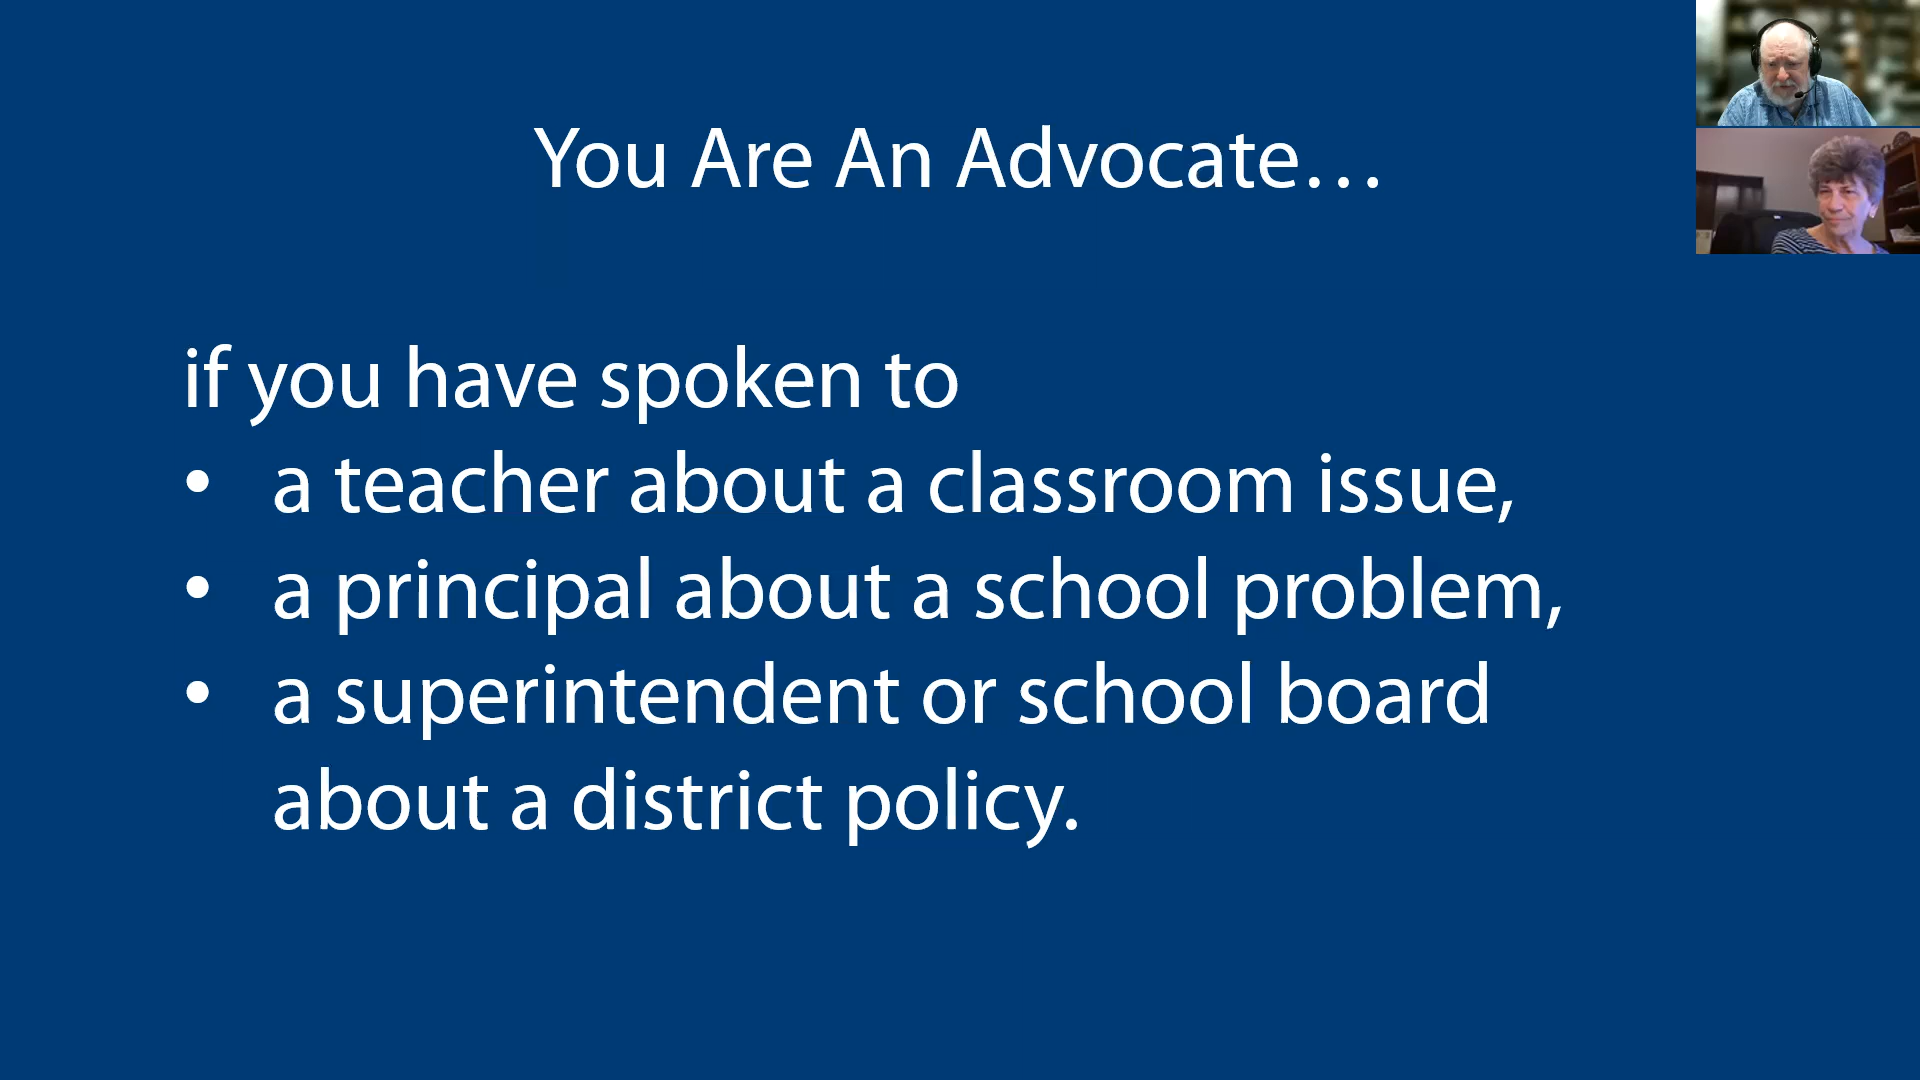 You Are An Advocate…
if you have spoken to
• a teacher about a classroom issue,
• a principal about a school problem,
• a superintendent or school board
about a district policy.